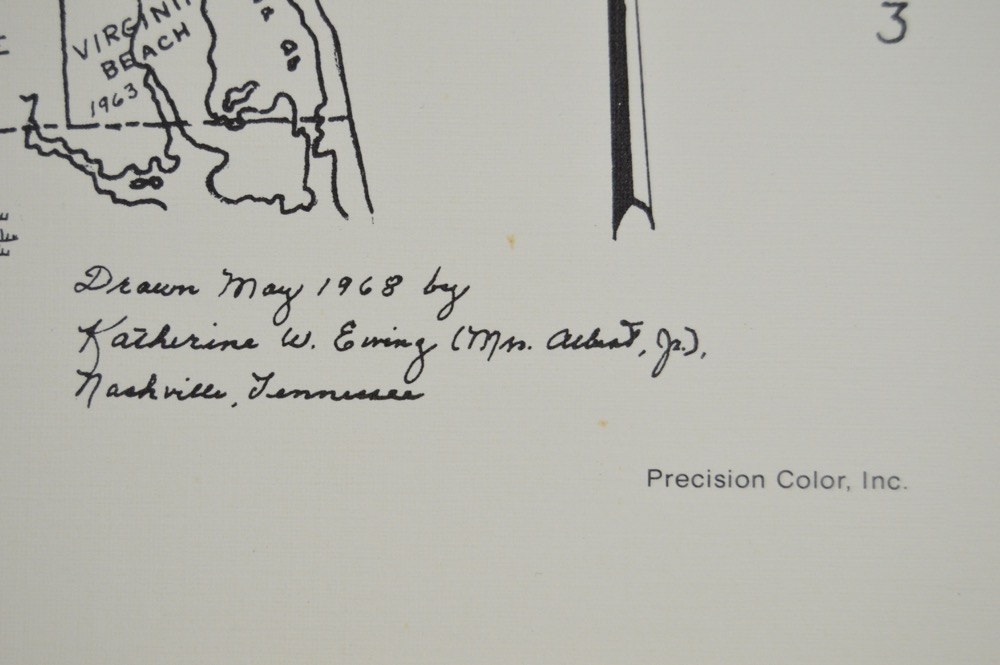 3
VIRGINIA
BEACH
1963
Drawn May 1968 by
Katherine W. Ewing (Mrs. Albert, Jr.),
Nashville, Tennessee
Precision Color, Inc.